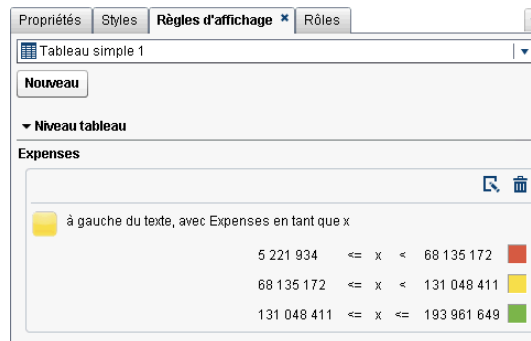 Propriétés Styles Règles d'affichage × Rôles
Tableau simple 1
Nouveau
Niveau tableau
Expenses
à gauche du texte, avec Expenses en tant que x
5 221 934 <= x < 68 135 172
68 135 172 <= x < 131 048 411
131 048 411 <= x <= 193 961 649